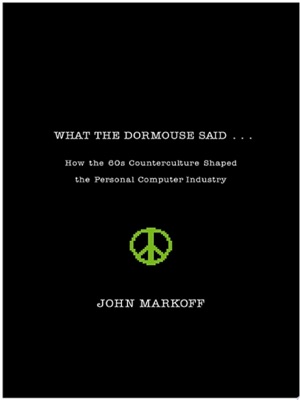 WHAT THE DORMOUSE SAID . . .
How the 60s Counterculture Shaped
the Personal Computer Industry
JOHN MARKOFF